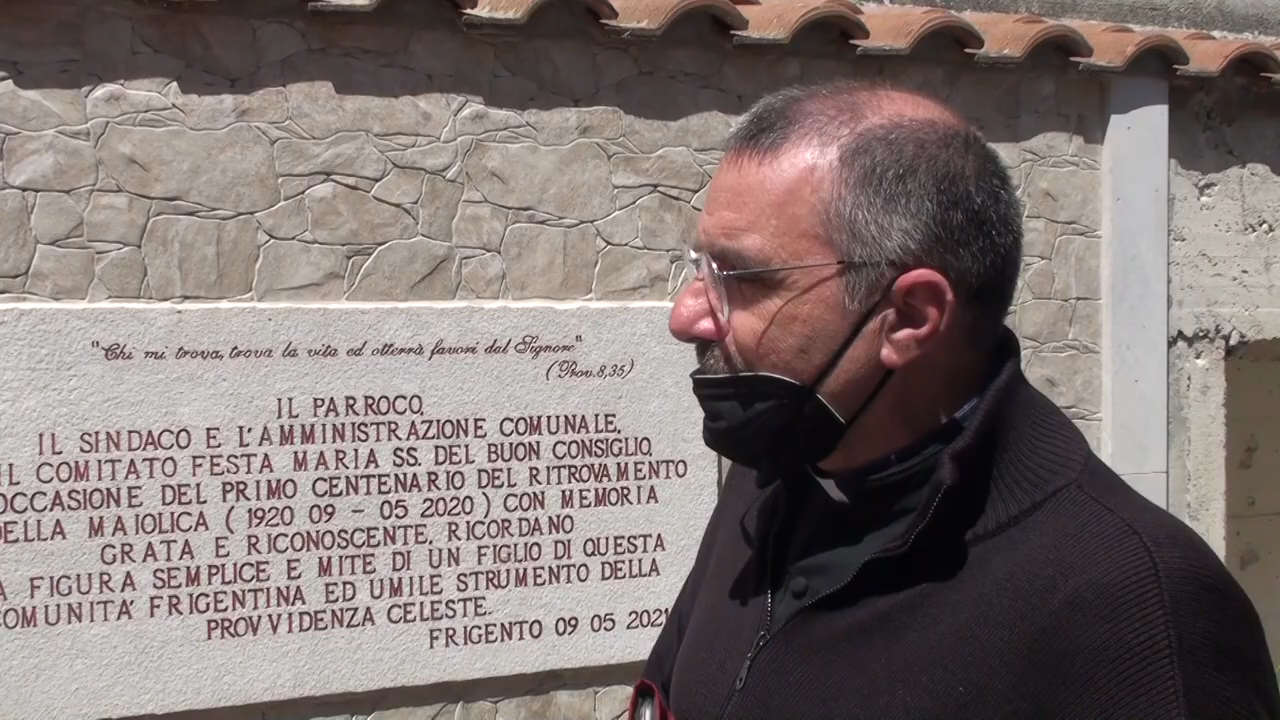 "Chi mi trova, trova la vita ed otterrà favori dal Signore"
(Prov. 8,35)
IL PARROCO,
IL SINDACO E L'AMMINISTRAZIONE COMUNALE,
IL COMITATO FESTA MARIA SS. DEL BUON CONSIGLIO,
OCCASIONE DEL PRIMO CENTENARIO DEL RITROVAMENTO
DELLA MAIOLICA ( 1920 09 - 05 2020 ) CON MEMORIA
GRATA E RICONOSCENTE, RICORDANO
A FIGURA SEMPLICE E MITE DI UN FIGLIO DI QUESTA
COMUNITA' FRIGENTINA ED UMILE STRUMENTO DELLA
PROVVIDENZA CELESTE.
FRIGENTO 09 05 2021